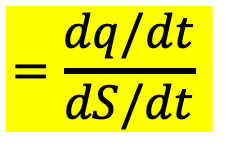 = dq/dt
dS/dt